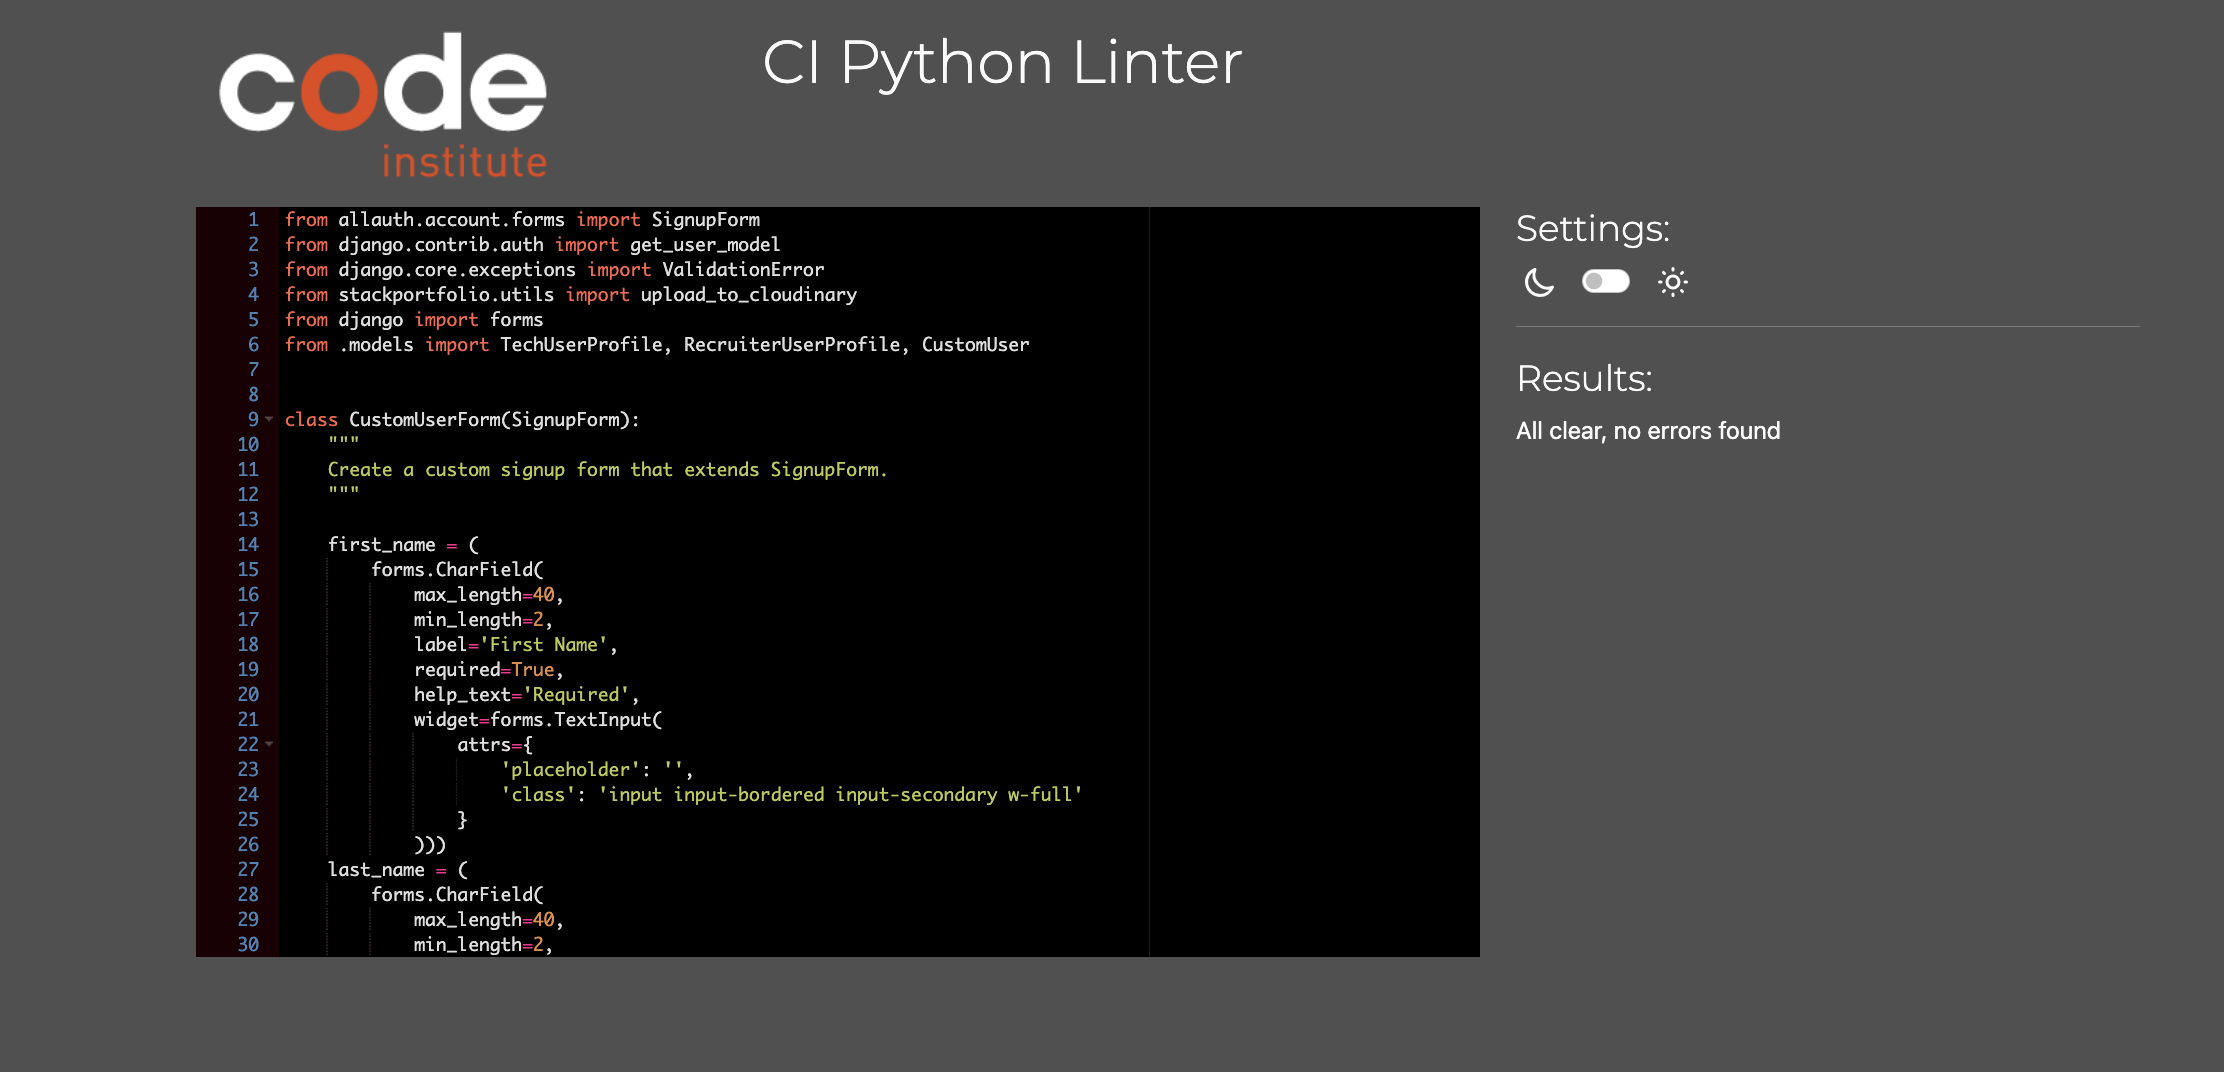 code
institute
CI Python Linter
1 from allauth.account.forms import SignupForm
2 from django.contrib.auth import get_user_model
3 from django.core.exceptions import ValidationError
4 from stackportfolio.utils import upload_to_cloudinary
5 from django import forms
6 from .models import TechUserProfile, RecruiterUserProfile, CustomUser
7
8
9 class CustomUserForm(SignupForm):
10     """
11     Create a custom signup form that extends SignupForm.
12     """
13
14     first_name = (
15         forms.CharField(
16             max_length=40,
17             min_length=2,
18             label='First Name',
19             required=True,
20             help_text='Required',
21             widget=forms.TextInput(
22                 attrs={
23                     'placeholder': '',
24                     'class': 'input input-bordered input-secondary w-full'
25                 }
26             )))
27     last_name = (
28         forms.CharField(
29             max_length=40,
30             min_length=2,
Settings:
Results:
All clear, no errors found